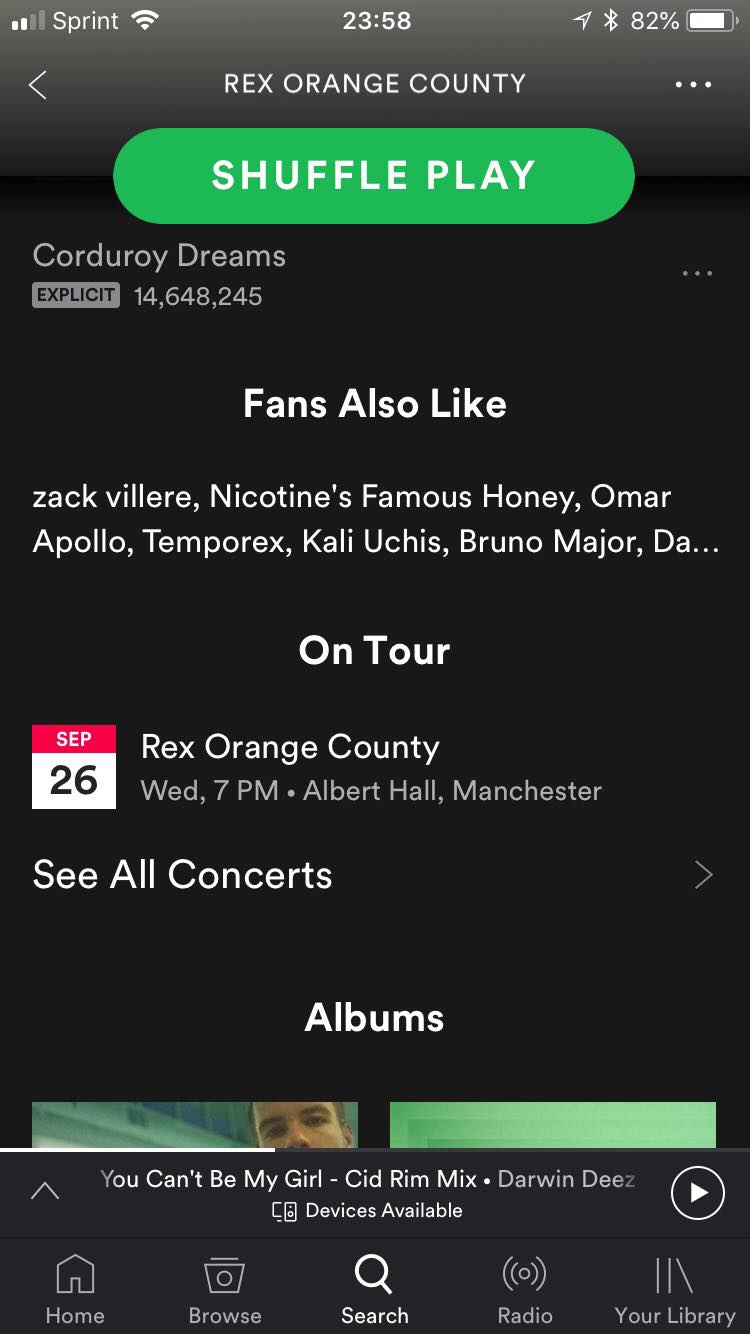 Sprint 23:58 82%
REX ORANGE COUNTY
SHUFFLE PLAY
Corduroy Dreams
EXPLICIT 14,648,245
Fans Also Like
zack villere, Nicotine's Famous Honey, Omar
Apollo, Temporex, Kali Uchis, Bruno Major, Da...
On Tour
SEP
26
Rex Orange County
Wed, 7 PM • Albert Hall, Manchester
See All Concerts
Albums
You Can't Be My Girl - Cid Rim Mix • Darwin Deez
Devices Available
Home Browse Search Radio Your Library